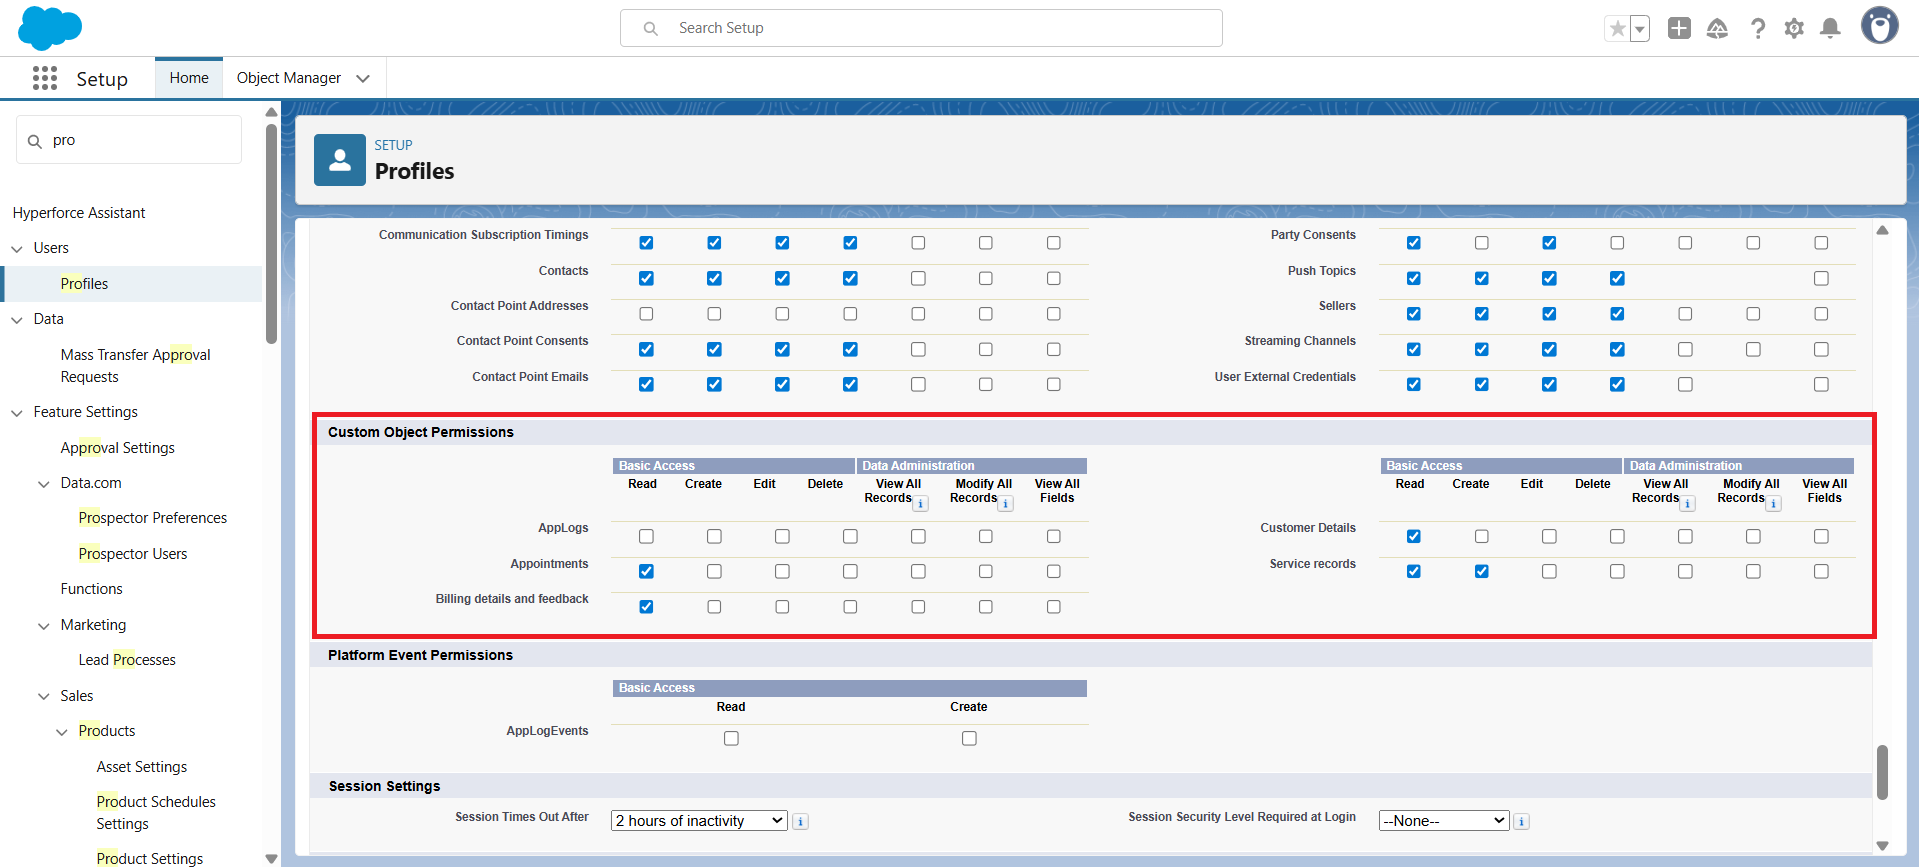 Search Setup
Setup
Home
Object Manager
pro
Hyperforce Assistant
Users
Profiles
Data
Mass Transfer Approval
Requests
Feature Settings
Approval Settings
Data.com
Prospector Preferences
Prospector Users
Functions
Marketing
Lead Processes
Sales
Products
Asset Settings
Product Schedules
Settings
Product Settings
SETUP
Profiles
Communication Subscription Timings
Party Consents
Contacts
Push Topics
Contact Point Addresses
Sellers
Contact Point Consents
Streaming Channels
Contact Point Emails
User External Credentials
Custom Object Permissions
Basic Access Data Administration
Read Create Edit Delete View All Records i Modify All Records i View All Fields
Basic Access Data Administration
Read Create Edit Delete View All Records i Modify All Records i View All Fields
AppLogs
Customer Details
Appointments
Service records
Billing details and feedback
Platform Event Permissions
Basic Access
Read Create
AppLogEvents
Session Settings
Session Times Out After 2 hours of inactivity i
Session Security Level Required at Login --None-- i